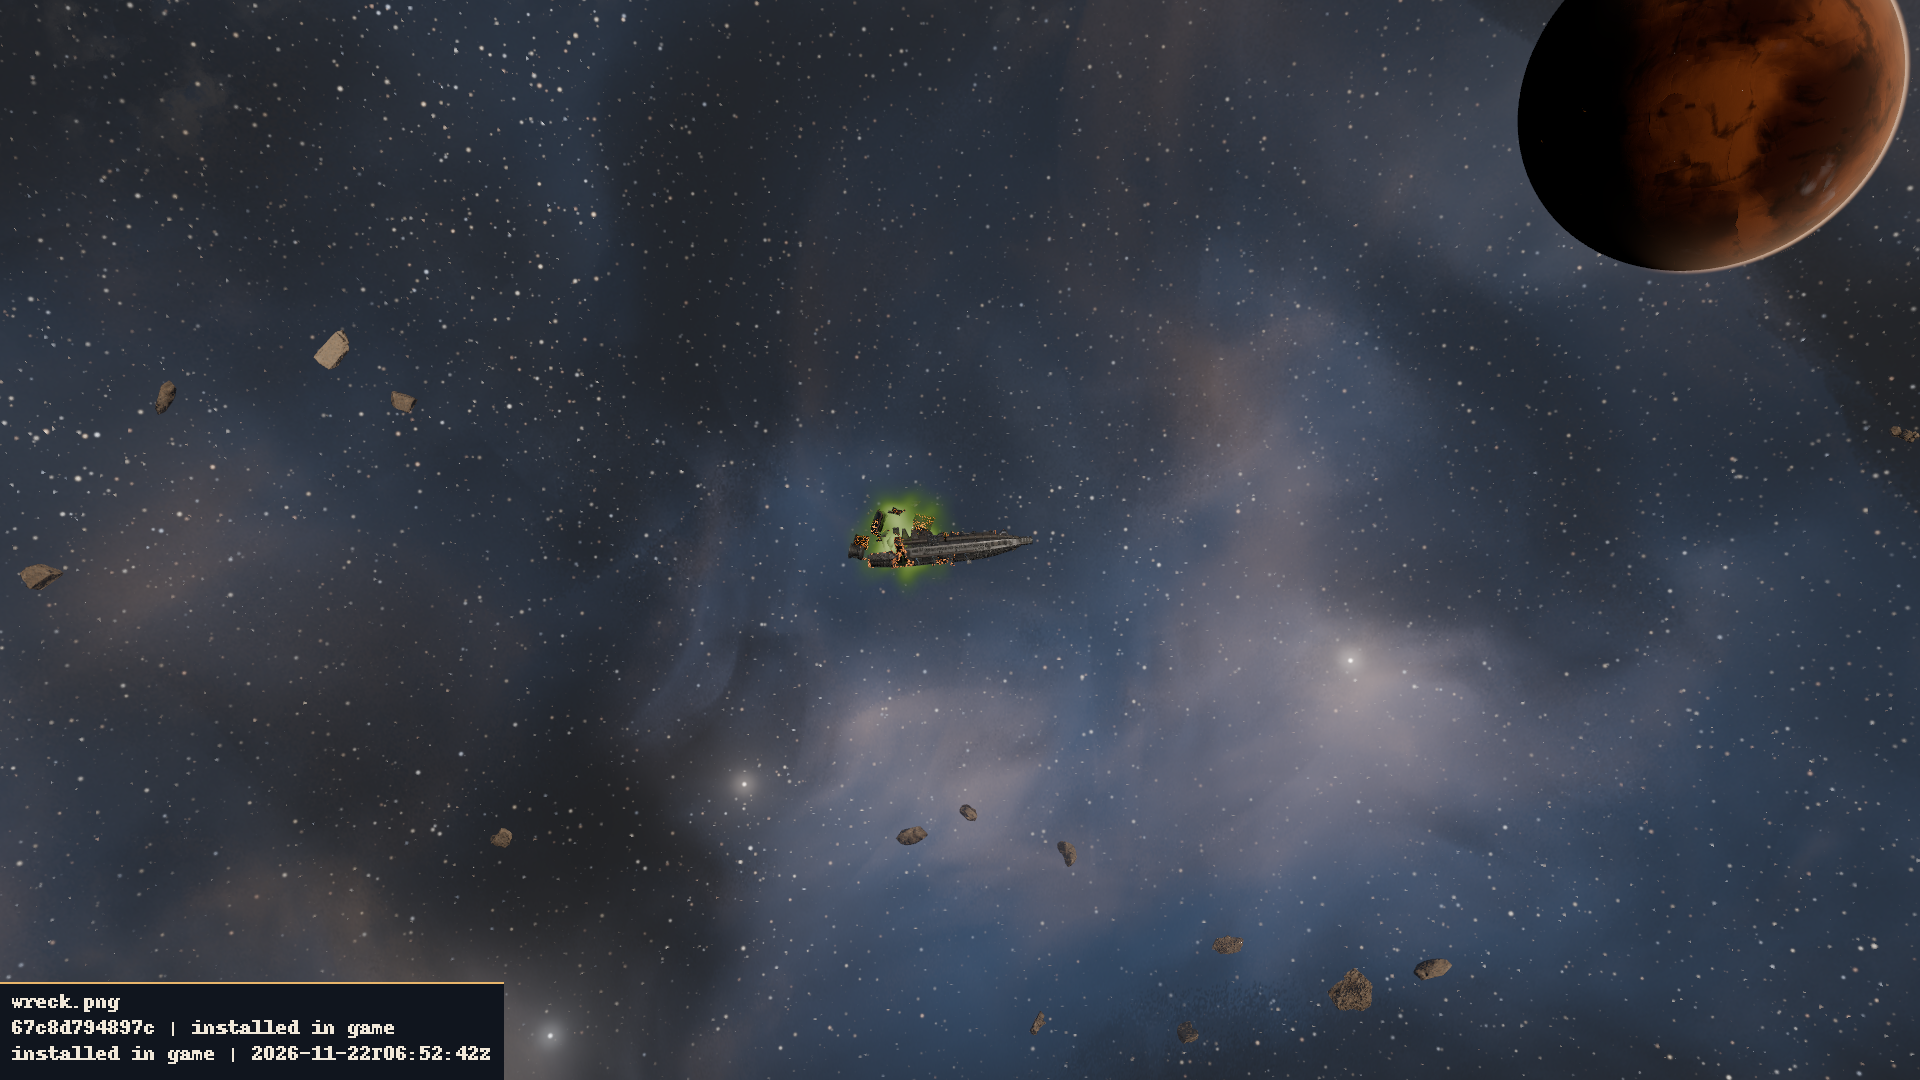 wreck.png
67c8d794897c | installed in game
installed in game | 2026-11-22T06:52:42Z